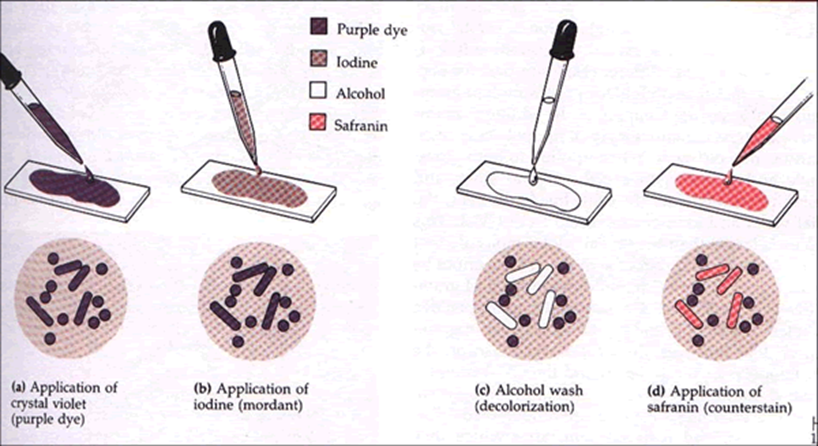 Purple dye
Iodine
Alcohol
Safranin
(a) Application of
crystal violet
(purple dye)
(b) Application of
iodine (mordant)
(c) Alcohol wash
(decolorization)
(d) Application of
safranin (counterstain)